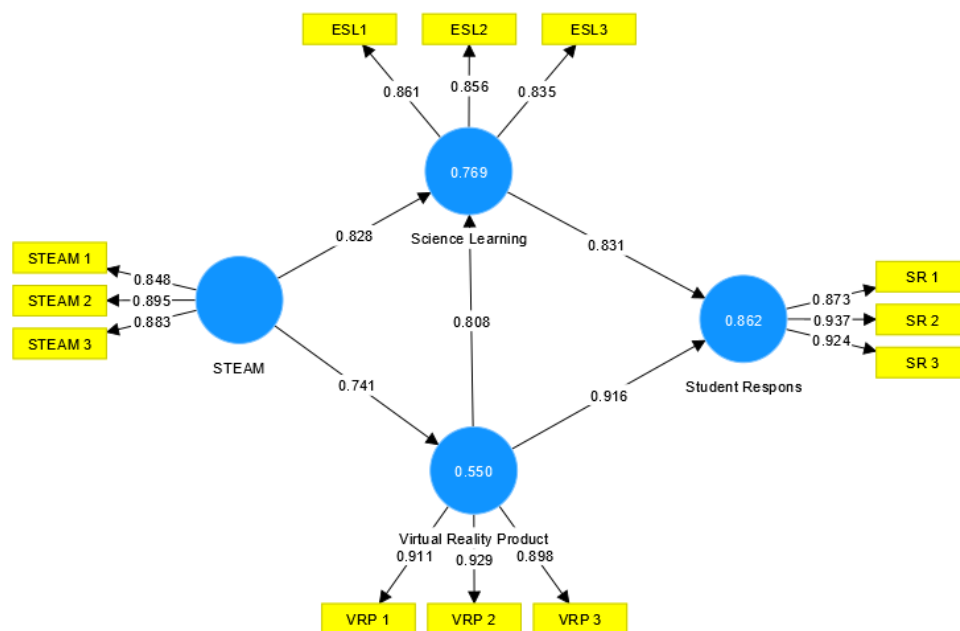 ESL1 ESL2 ESL3
0.861 0.856 0.835
0.769
Science Learning
0.828 0.831
STEAM 1
STEAM 2
STEAM 3
0.848
0.895
0.883
STEAM
0.808
0.862
Student Respons
0.873
0.937
0.924
SR 1
SR 2
SR 3
0.741 0.916
0.550
Virtual Reality Product
0.911 0.929 0.898
VRP 1 VRP 2 VRP 3